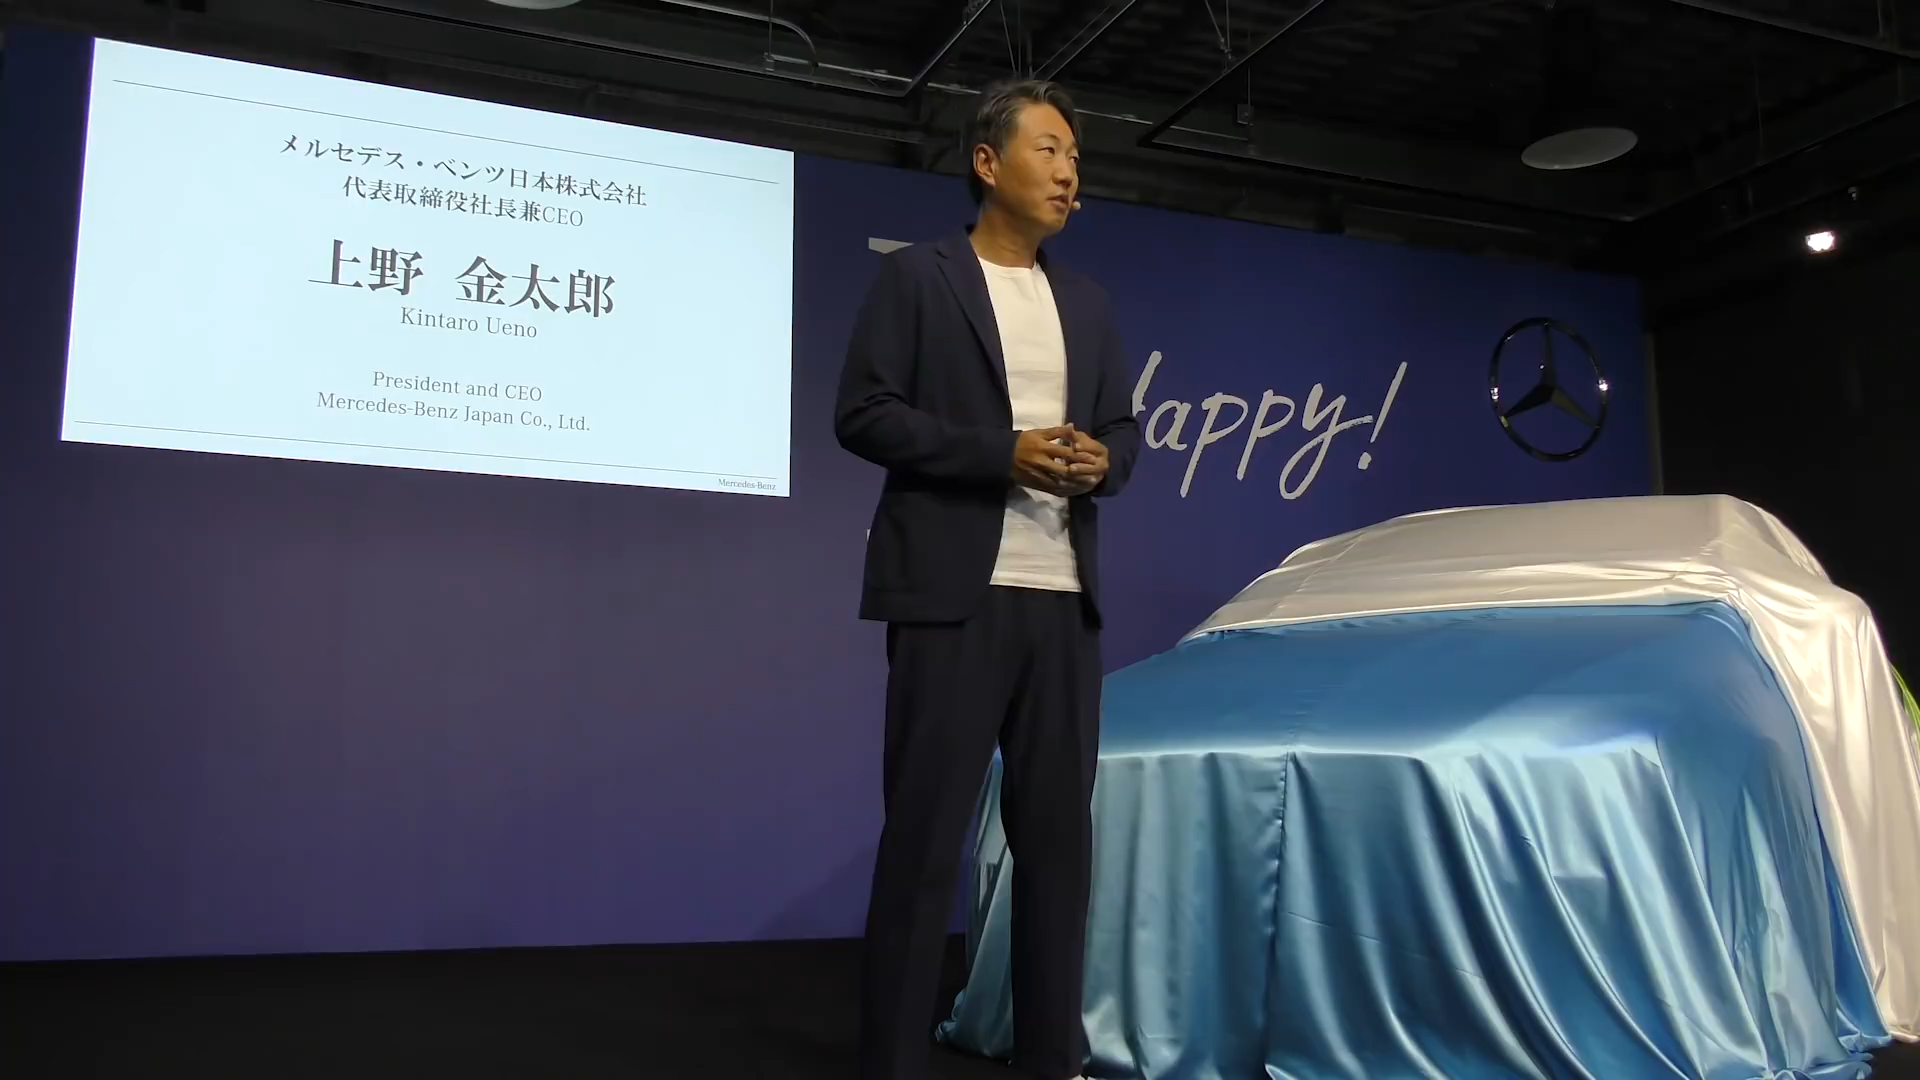 メルセデス・ベンツ日本株式会社
代表取締役社長兼CEO
上野 金太郎
Kintaro Ueno
President and CEO
Mercedes-Benz Japan Co., Ltd.
Mercedes-Benz
Happy!